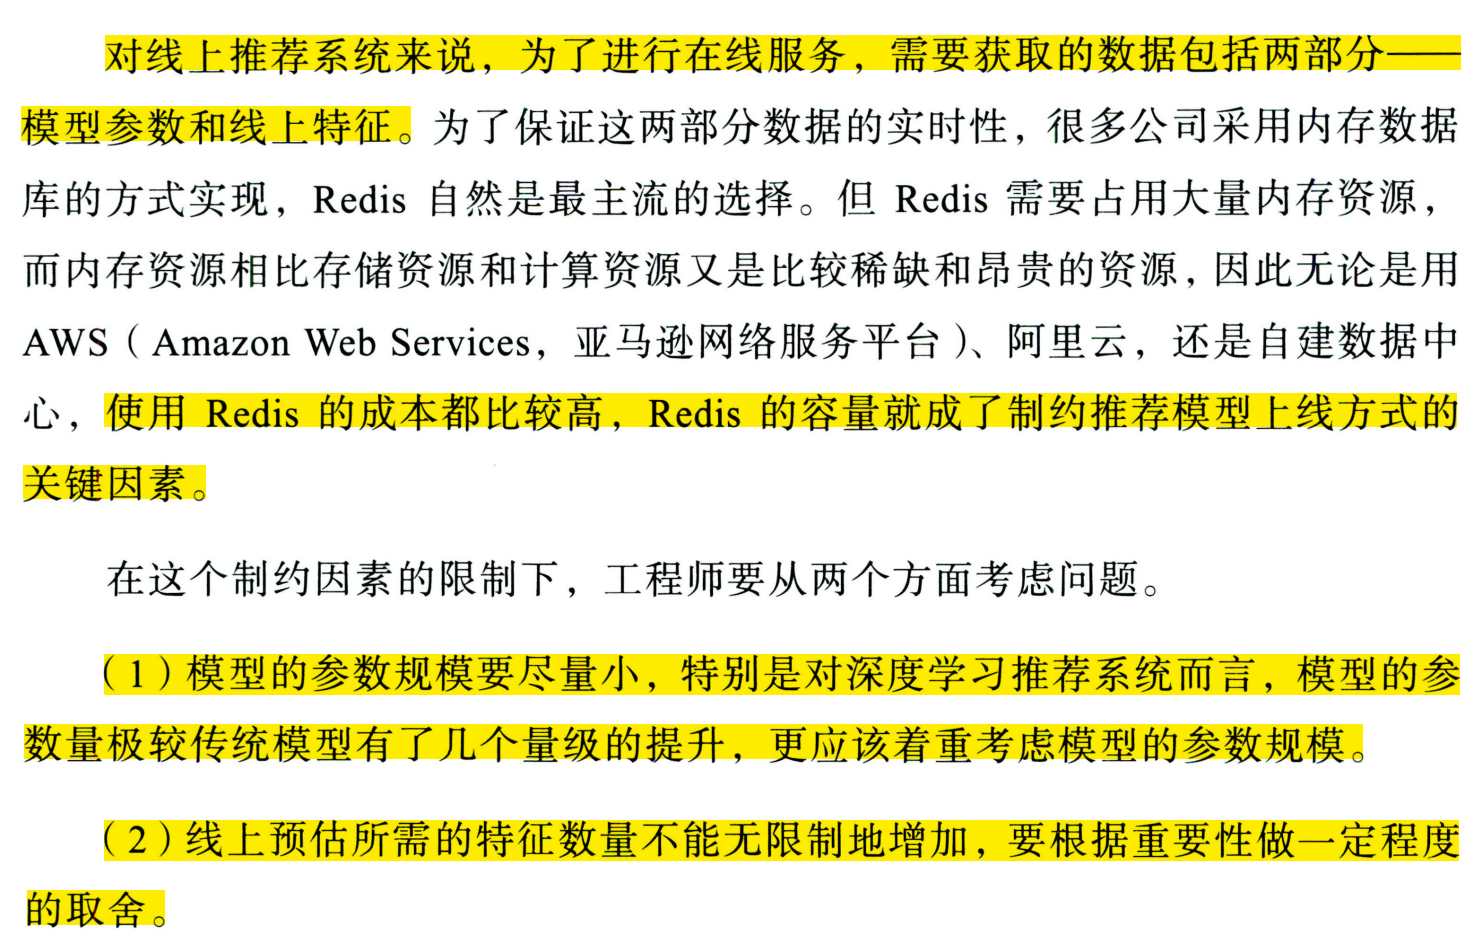 对线上推荐系统来说，为了进行在线服务，需要获取的数据包括两部分——
模型参数和线上特征。为了保证这两部分数据的实时性，很多公司采用内存数据
库的方式实现，Redis 自然是最主流的选择。但 Redis 需要占用大量内存资源，
而内存资源相比存储资源和计算资源又是比较稀缺和昂贵的资源，因此无论是用
AWS（Amazon Web Services，亚马逊网络服务平台）、阿里云，还是自建数据中
心，使用 Redis 的成本都比较高，Redis 的容量就成了制约推荐模型上线方式的
关键因素。
在这个制约因素的限制下，工程师要从两个方面考虑问题。
（1）模型的参数规模要尽量小，特别是对深度学习推荐系统而言，模型的参
数量极较传统模型有了几个量级的提升，更应该着重考虑模型的参数规模。
（2）线上预估所需的特征数量不能无限制地增加，要根据重要性做一定程度
的取舍。